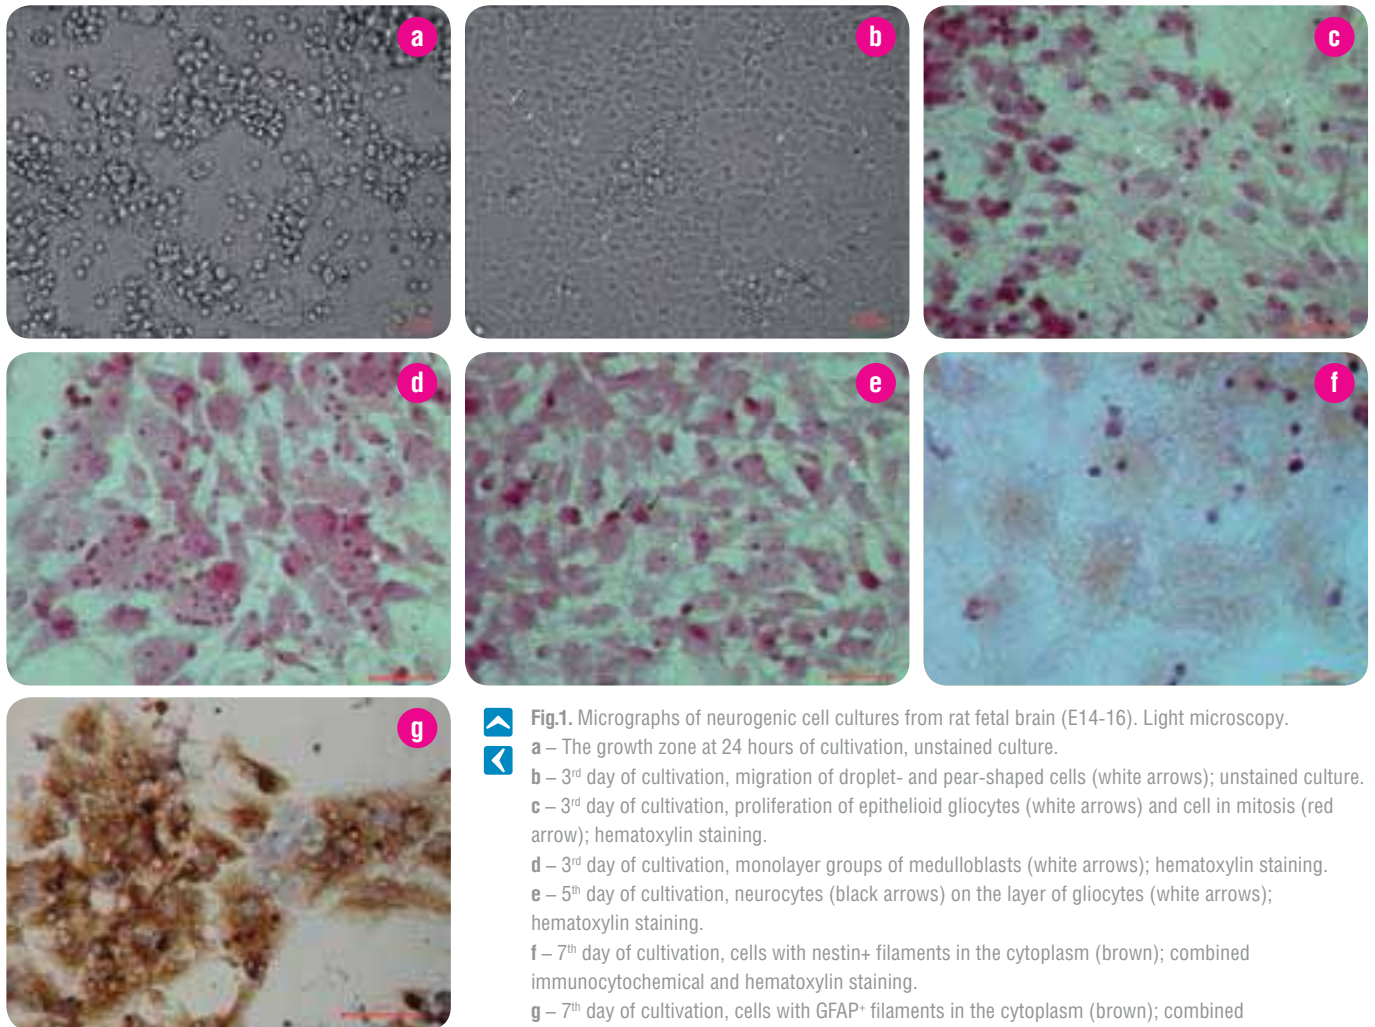 a
b
c
d
e
f
g
Fig.1. Micrographs of neurogenic cell cultures from rat fetal brain (E14-16). Light microscopy.
a – The growth zone at 24 hours of cultivation, unstained culture.
b – 3rd day of cultivation, migration of droplet- and pear-shaped cells (white arrows); unstained culture.
c – 3rd day of cultivation, proliferation of epithelioid gliocytes (white arrows) and cell in mitosis (red
arrow); hematoxylin staining.
d – 3rd day of cultivation, monolayer groups of medulloblasts (white arrows); hematoxylin staining.
e – 5th day of cultivation, neurocytes (black arrows) on the layer of gliocytes (white arrows);
hematoxylin staining.
f – 7th day of cultivation, cells with nestin+ filaments in the cytoplasm (brown); combined
immunocytochemical and hematoxylin staining.
g – 7th day of cultivation, cells with GFAP+ filaments in the cytoplasm (brown); combined